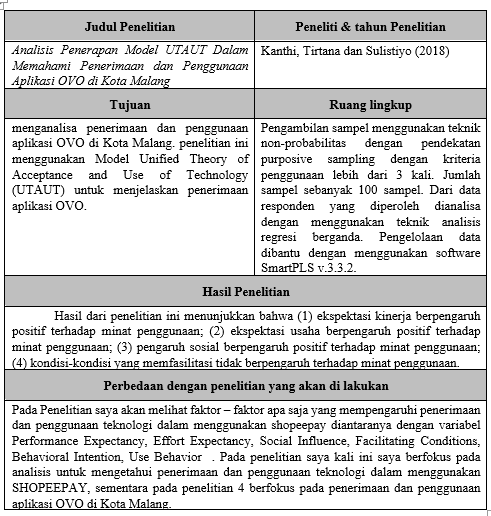 Judul Penelitian
Peneliti & tahun Penelitian
Analisis Penerapan Model UTAUT Dalam
Memahami Penerimaan dan Penggunaan
Aplikasi OVO di Kota Malang
Kanthi, Tirtana dan Sulistiyo (2018)
Tujuan
Ruang lingkup
menganalisa penerimaan dan penggunaan
aplikasi OVO di Kota Malang. penelitian ini
menggunakan Model Unified Theory of
Acceptance and Use of Technology
(UTAUT) untuk menjelaskan penerimaan
aplikasi OVO.
Pengambilan sampel menggunakan teknik
non-probabilitas dengan pendekatan
purposive sampling dengan kriteria
penggunaan lebih dari 3 kali. Jumlah
sampel sebanyak 100 sampel. Dari data
responden yang diperoleh dianalisa
dengan menggunakan teknik analisis
regresi berganda. Pengelolaan data
dibantu dengan menggunakan software
SmartPLS v.3.3.2.
Hasil Penelitian
Hasil dari penelitian ini menunjukkan bahwa (1) ekspektasi kinerja berpengaruh
positif terhadap minat penggunaan; (2) ekspektasi usaha berpengaruh positif terhadap
minat penggunaan; (3) pengaruh sosial berpengaruh positif terhadap minat penggunaan;
(4) kondisi-kondisi yang memfasilitasi tidak berpengaruh terhadap minat penggunaan.
Perbedaan dengan penelitian yang akan di lakukan
Pada Penelitian saya akan melihat faktor – faktor apa saja yang mempengaruhi penerimaan
dan penggunaan teknologi dalam menggunakan shopeepay diantaranya dengan variabel
Performance Expectancy, Effort Expectancy, Social Influence, Facilitating Conditions,
Behavioral Intention, Use Behavior . Pada penelitian saya kali ini saya berfokus pada
analisis untuk mengetahui penerimaan dan penggunaan teknologi dalam menggunakan
SHOPEEPAY, sementara pada penelitian 4 berfokus pada penerimaan dan penggunaan
aplikasi OVO di Kota Malang.